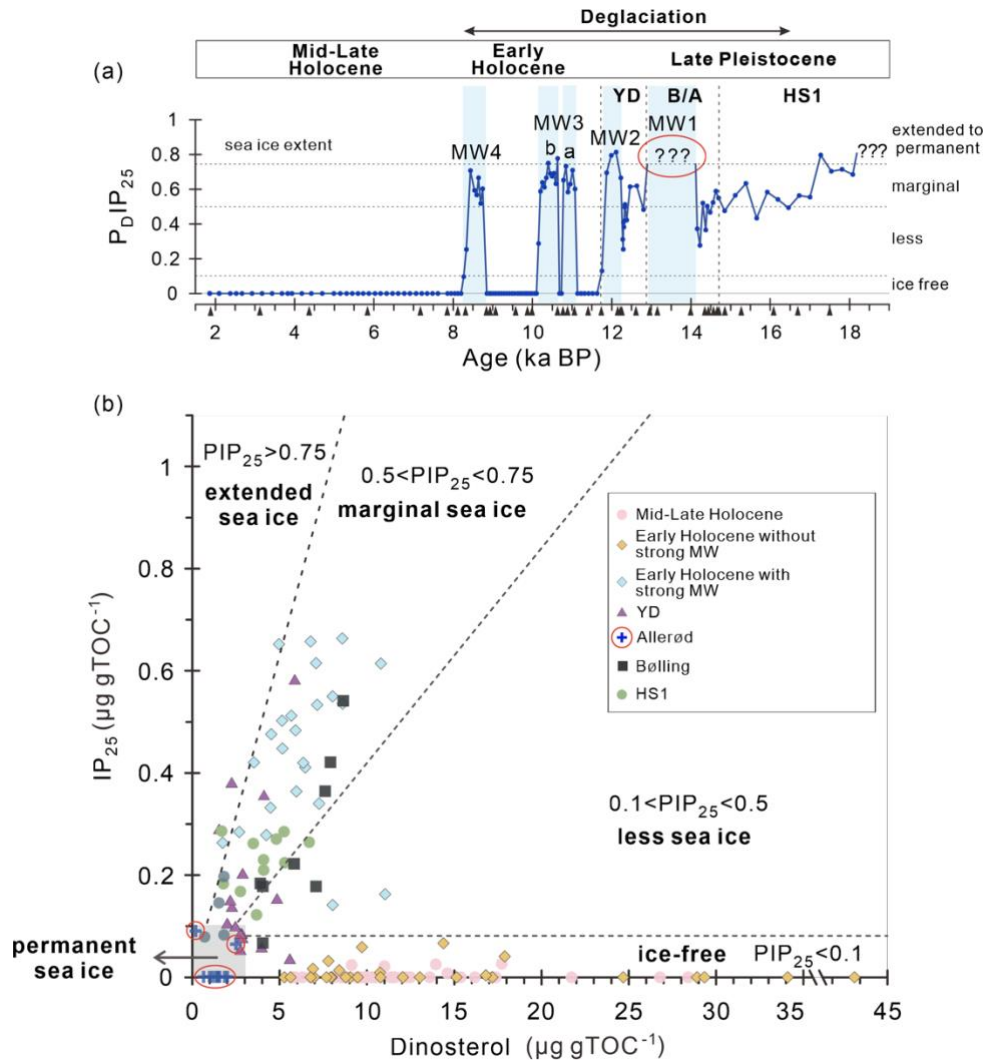 Deglaciation
(a)
Mid-Late
Holocene
Early
Holocene
Late Pleistocene
YD
B/A
HS1
MW4
MW3
b
a
MW2
MW1
???
???
sea ice extent
extended to
permanent
marginal
less
ice free
P_DIP_25
1
0.8
0.6
0.4
0.2
0
2 4 6 8 10 12 14 16 18
Age (ka BP)
(b)
PIP_25>0.75
extended
sea ice
0.5<PIP_25<0.75
marginal sea ice
Mid-Late Holocene
Early Holocene without
strong MW
Early Holocene with
strong MW
YD
Allerød
Bølling
HS1
0.1<PIP_25<0.5
less sea ice
permanent
sea ice
ice-free PIP_25<0.1
IP_25 (µg gTOC⁻¹)
1
0.8
0.6
0.4
0.2
0
0 5 10 15 20 25 30 35 45
Dinosterol (µg gTOC⁻¹)